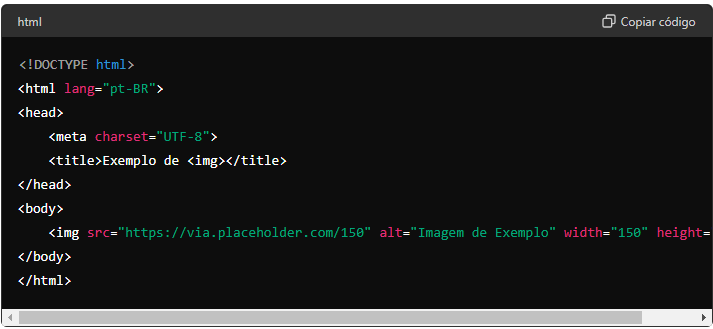 html
Copiar código
<!DOCTYPE html>
<html lang="pt-BR">
<head>
    <meta charset="UTF-8">
    <title>Exemplo de <img></title>
</head>
<body>
    <img src="https://via.placeholder.com/150" alt="Imagem de Exemplo" width="150" height=
</body>
</html>